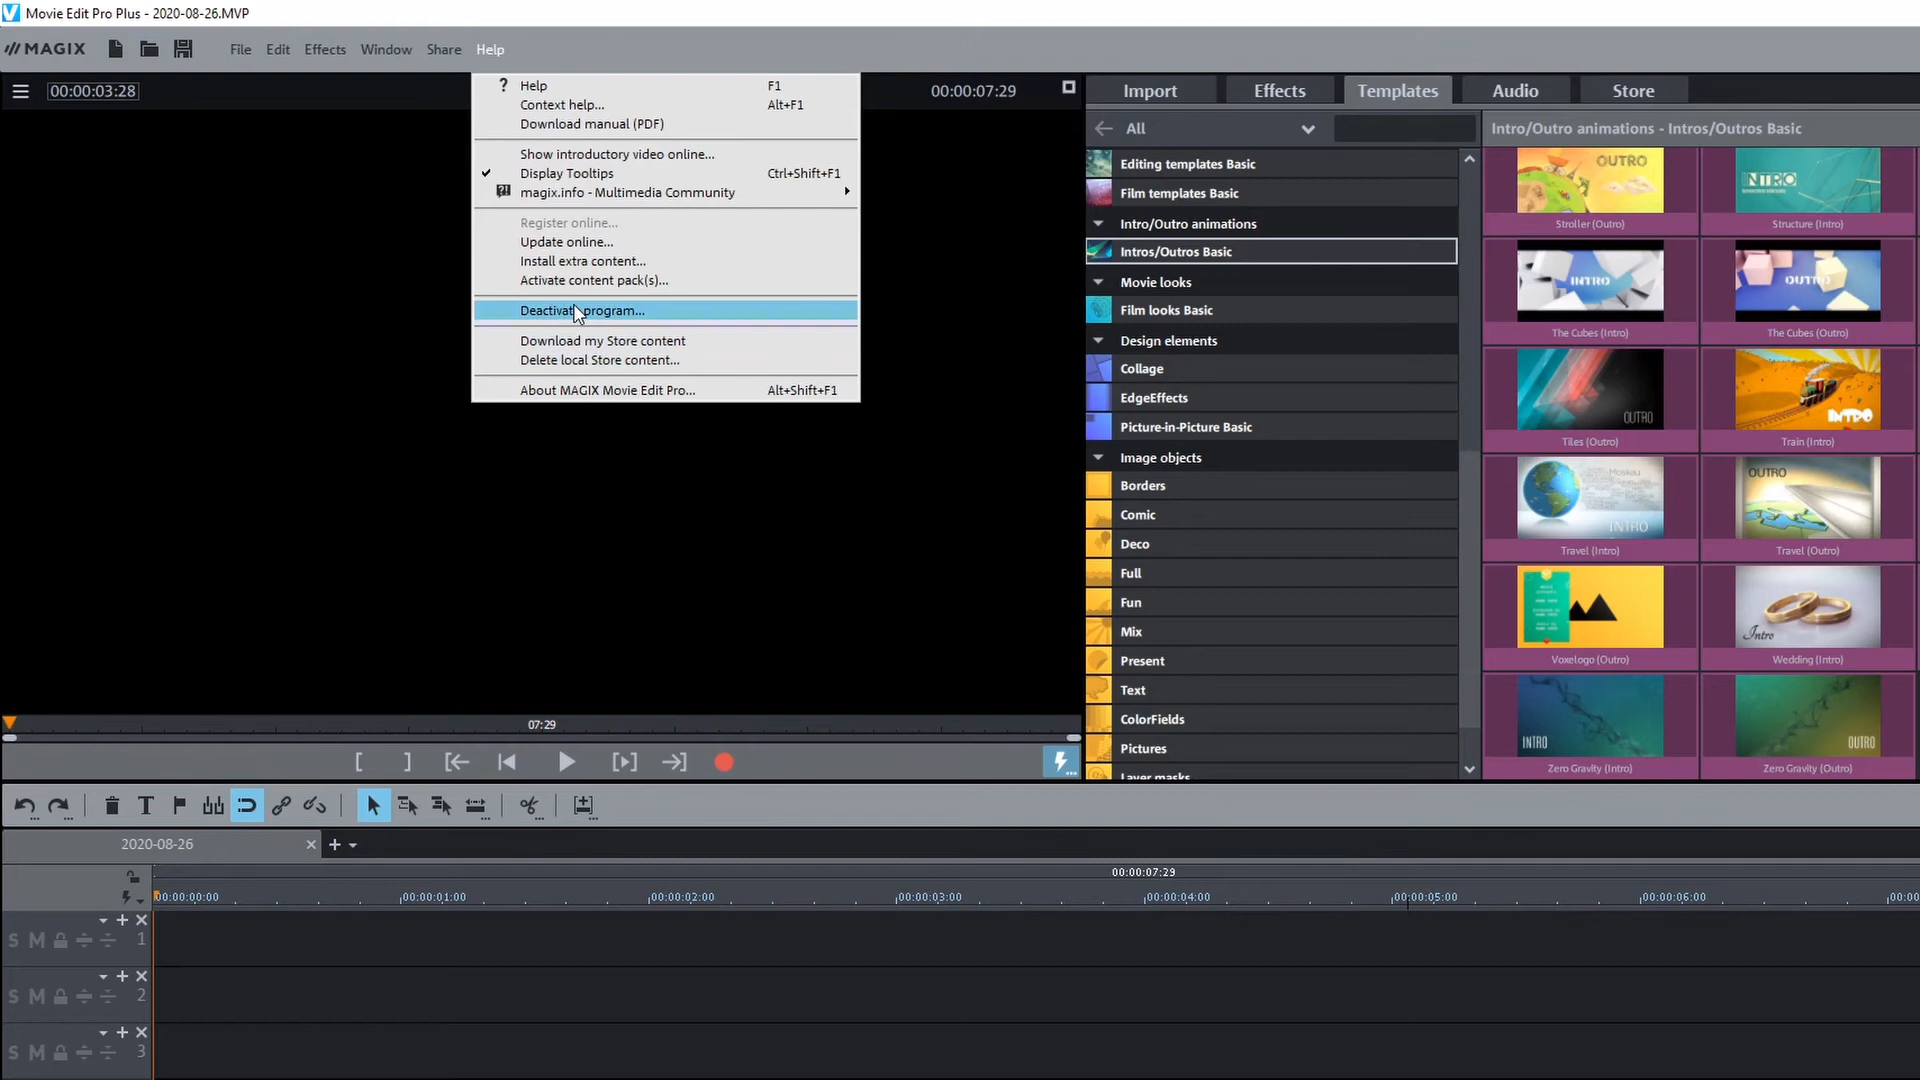 Movie Edit Pro Plus - 2020-08-26.MVP
MAGIX File Edit Effects Window Share Help
00:00:03:28
00:00:07:29
Help F1
Context help... Alt+F1
Download manual (PDF)
Show introductory video online...
Display Tooltips Ctrl+Shift+F1
magix.info - Multimedia Community
Register online...
Update online...
Install extra content...
Activate content pack(s)...
Deactivate program...
Download my Store content
Delete local Store content...
About MAGIX Movie Edit Pro... Alt+Shift+F1
Import Effects Templates Audio Store
All
Editing templates Basic
Film templates Basic
Intro/Outro animations
Intros/Outros Basic
Movie looks
Film looks Basic
Design elements
Collage
EdgeEffects
Picture-in-Picture Basic
Image objects
Borders
Comic
Deco
Full
Fun
Mix
Present
Text
ColorFields
Pictures
Layer masks
Intro/Outro animations - Intros/Outros Basic
OUTRO
INTRO
Stroller (Outro) Structure (Intro)
INTRO
OUTRO
The Cubes (Intro) The Cubes (Outro)
OUTRO
INTRO
Tiles (Outro) Train (Intro)
Moskau
INTRO
OUTRO
Travel (Intro) Travel (Outro)
Intro
Voxelogo (Outro) Wedding (Intro)
INTRO
OUTRO
Zero Gravity (Intro) Zero Gravity (Outro)
07:29
2020-08-26
00:00:07:29
00:00:00:00 00:00:01:00 00:00:02:00 00:00:03:00 00:00:04:00 00:00:05:00 00:00:06:00 00:00
S M 1
S M 2
S M 3